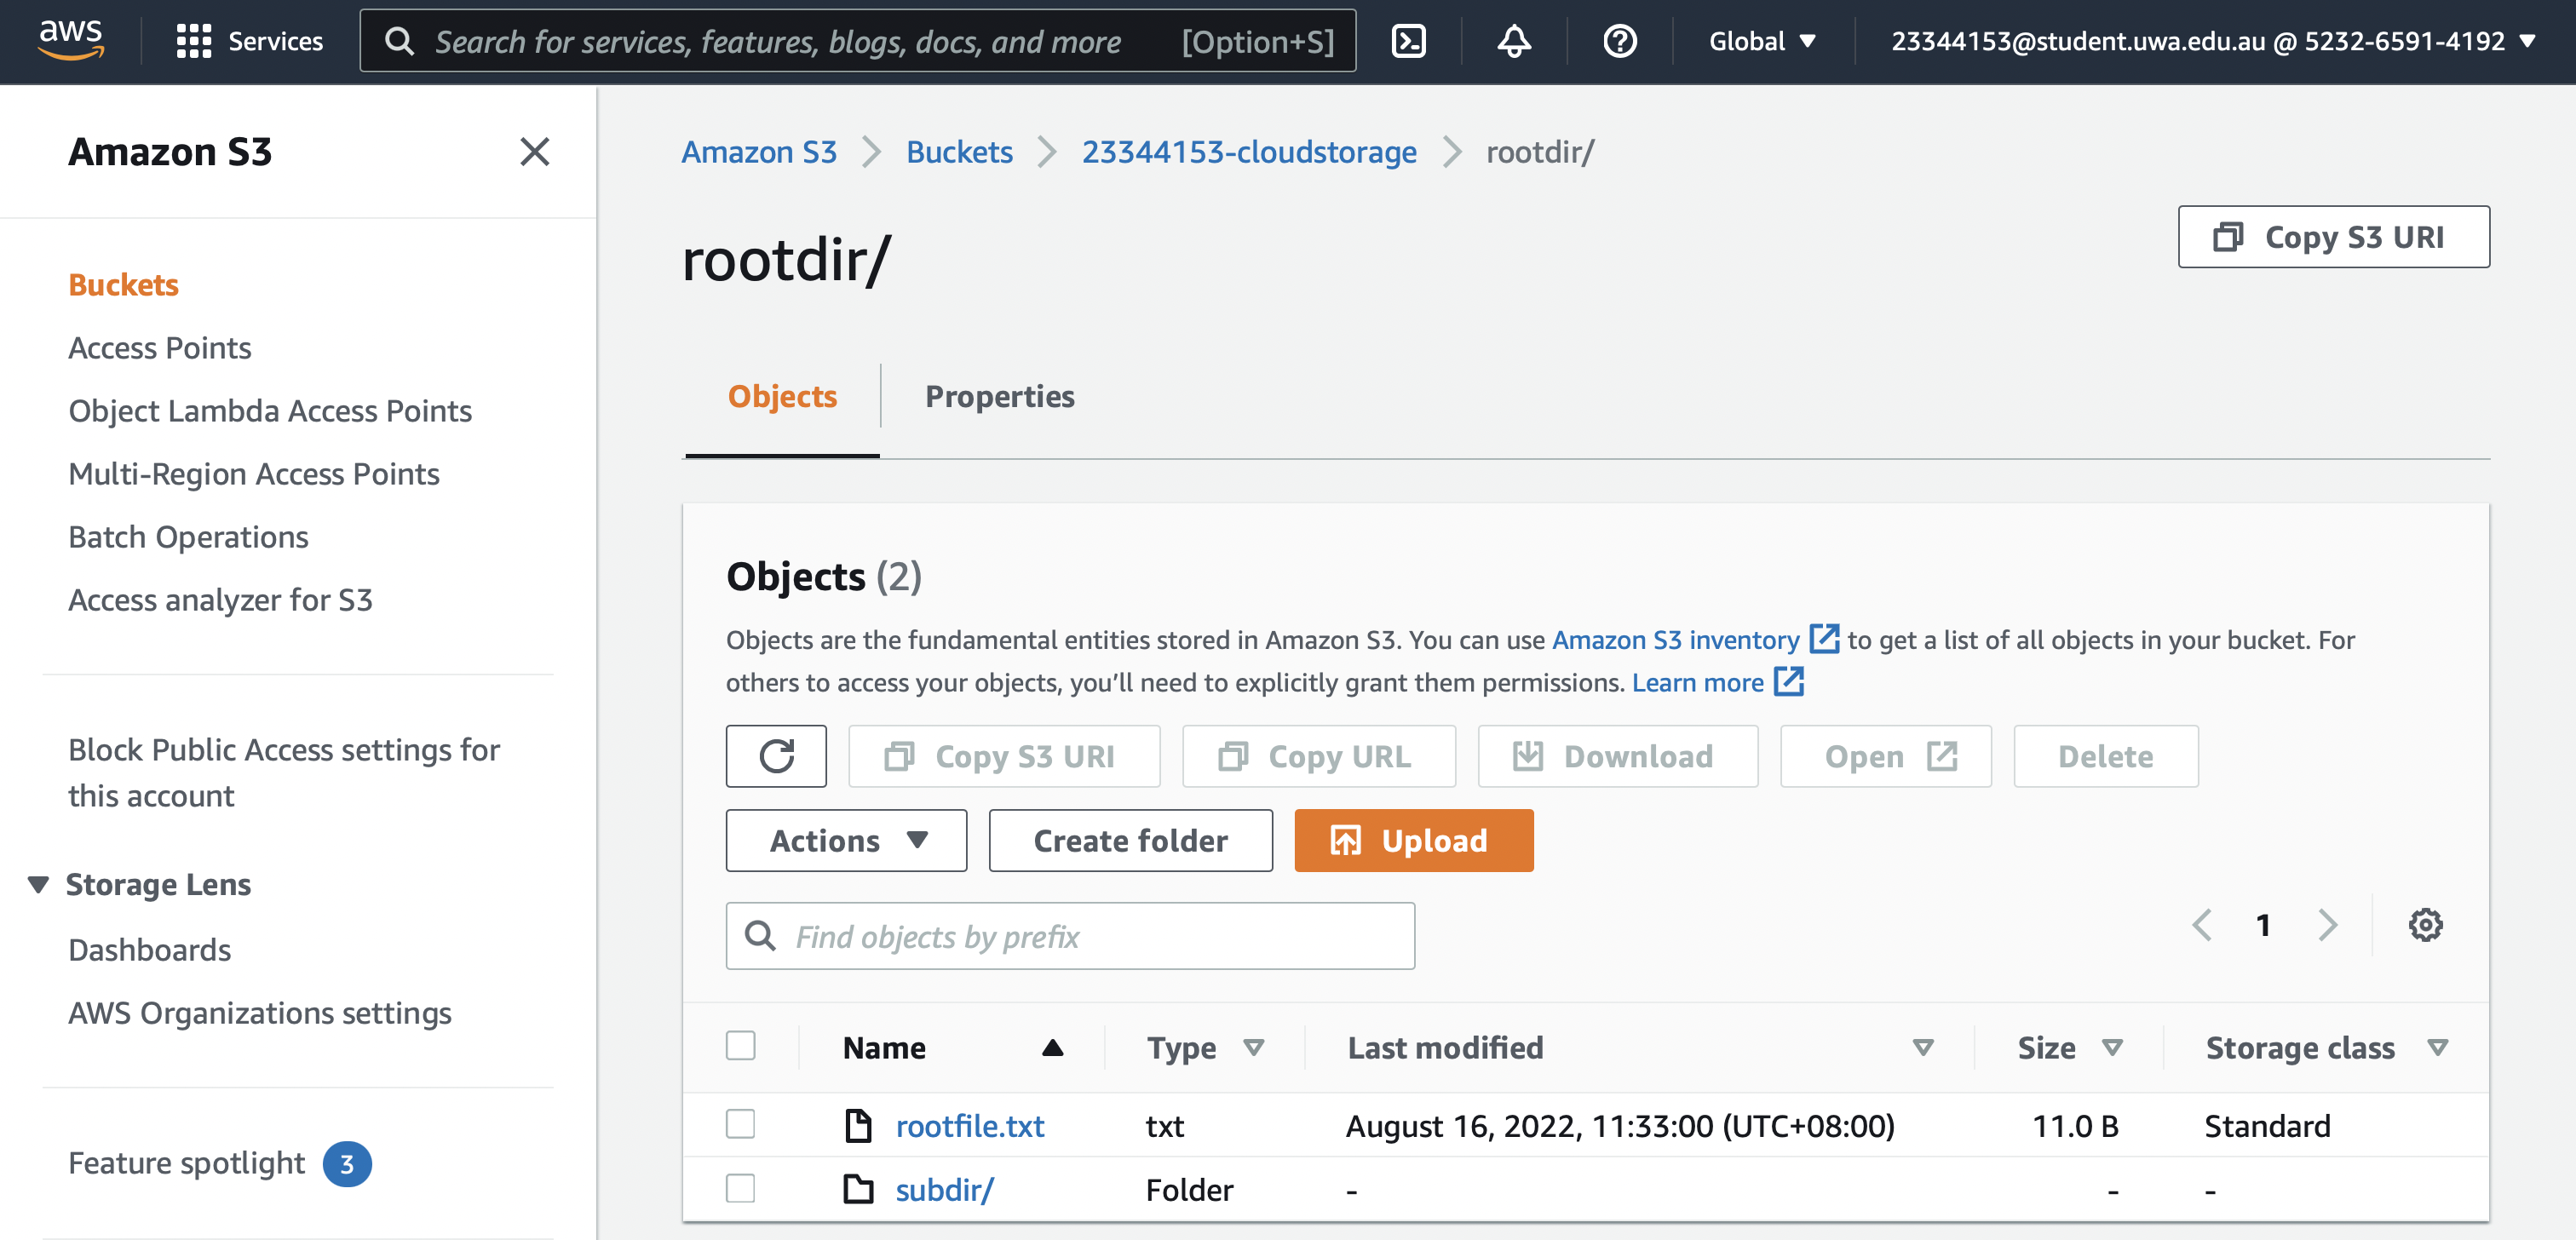 aws
Services
Search for services, features, blogs, docs, and more [Option+S]
Global
23344153@student.uwa.edu.au @ 5232-6591-4192
Amazon S3
Buckets
Access Points
Object Lambda Access Points
Multi-Region Access Points
Batch Operations
Access analyzer for S3
Block Public Access settings for
this account
Storage Lens
Dashboards
AWS Organizations settings
Feature spotlight 3
Amazon S3 Buckets 23344153-cloudstorage rootdir/
rootdir/
Copy S3 URI
Objects Properties
Objects (2)
Objects are the fundamental entities stored in Amazon S3. You can use Amazon S3 inventory to get a list of all objects in your bucket. For
others to access your objects, you’ll need to explicitly grant them permissions. Learn more
Copy S3 URI Copy URL Download Open Delete
Actions Create folder Upload
Find objects by prefix
1
Name Type Last modified Size Storage class
rootfile.txt txt August 16, 2022, 11:33:00 (UTC+08:00) 11.0 B Standard
subdir/ Folder - - -